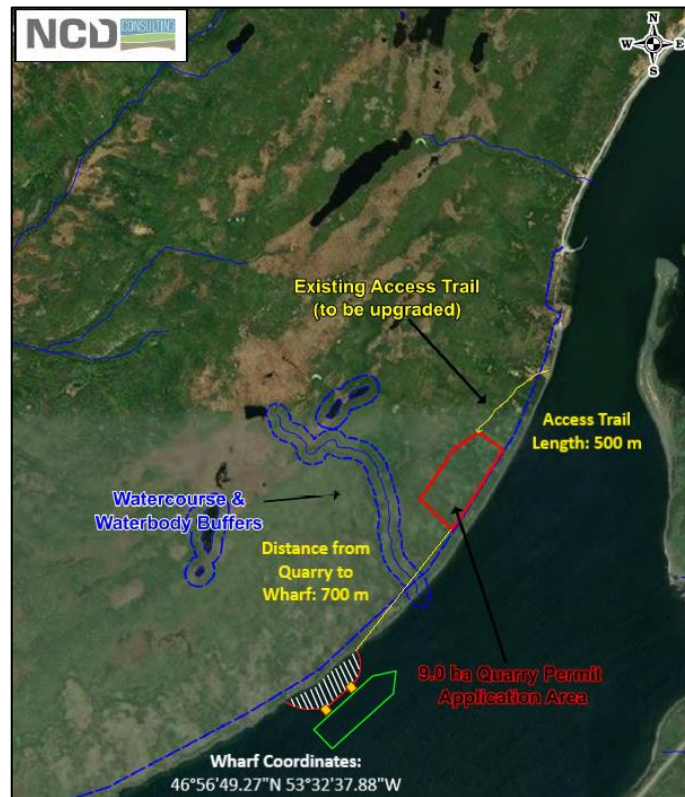 NCD CONSULTING
N
W E
S
Existing Access Trail
(to be upgraded)
Access Trail
Length: 500 m
Watercourse &
Waterbody Buffers
Distance from
Quarry to
Wharf: 700 m
9.0 ha Quarry Permit
Application Area
Wharf Coordinates:
46°56'49.27"N 53°32'37.88"W